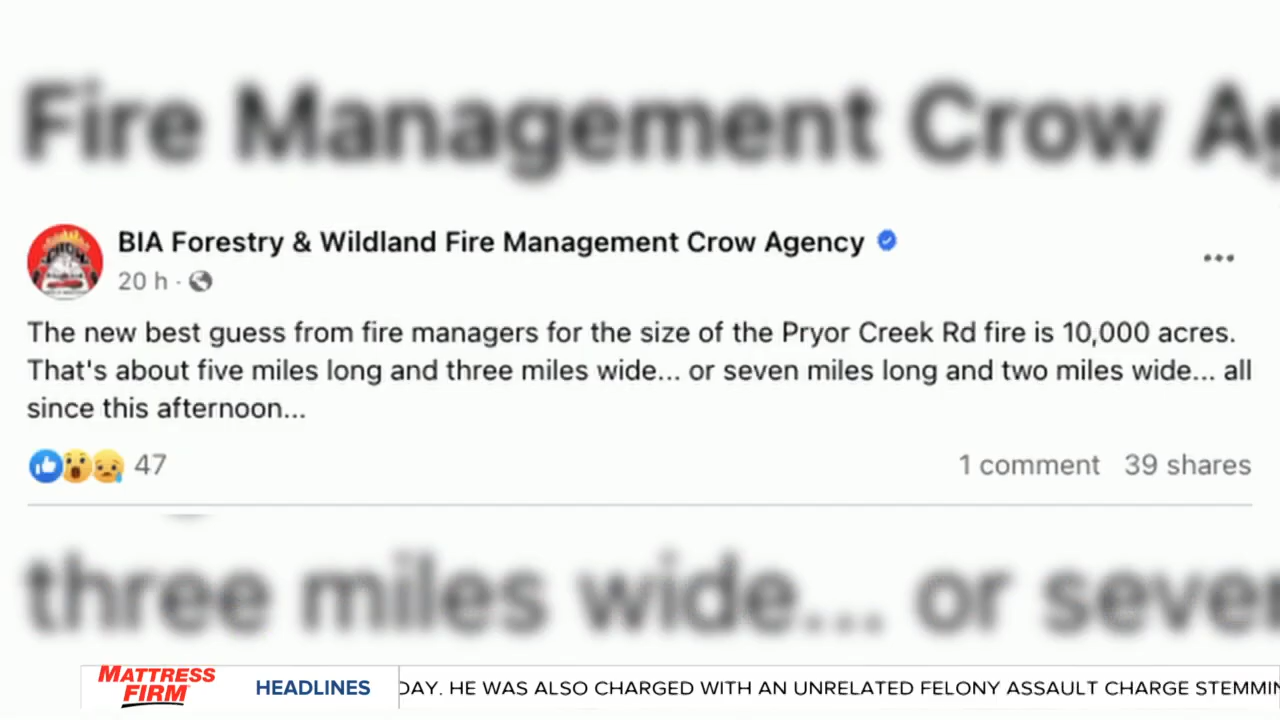 Fire Management Crow Ag
BIA Forestry & Wildland Fire Management Crow Agency
20 h ·
The new best guess from fire managers for the size of the Pryor Creek Rd fire is 10,000 acres.
That's about five miles long and three miles wide... or seven miles long and two miles wide... all
since this afternoon...
47
1 comment 39 shares
three miles wide... or seven
MATTRESS
FIRM
HEADLINES
DAY. HE WAS ALSO CHARGED WITH AN UNRELATED FELONY ASSAULT CHARGE STEMMIN